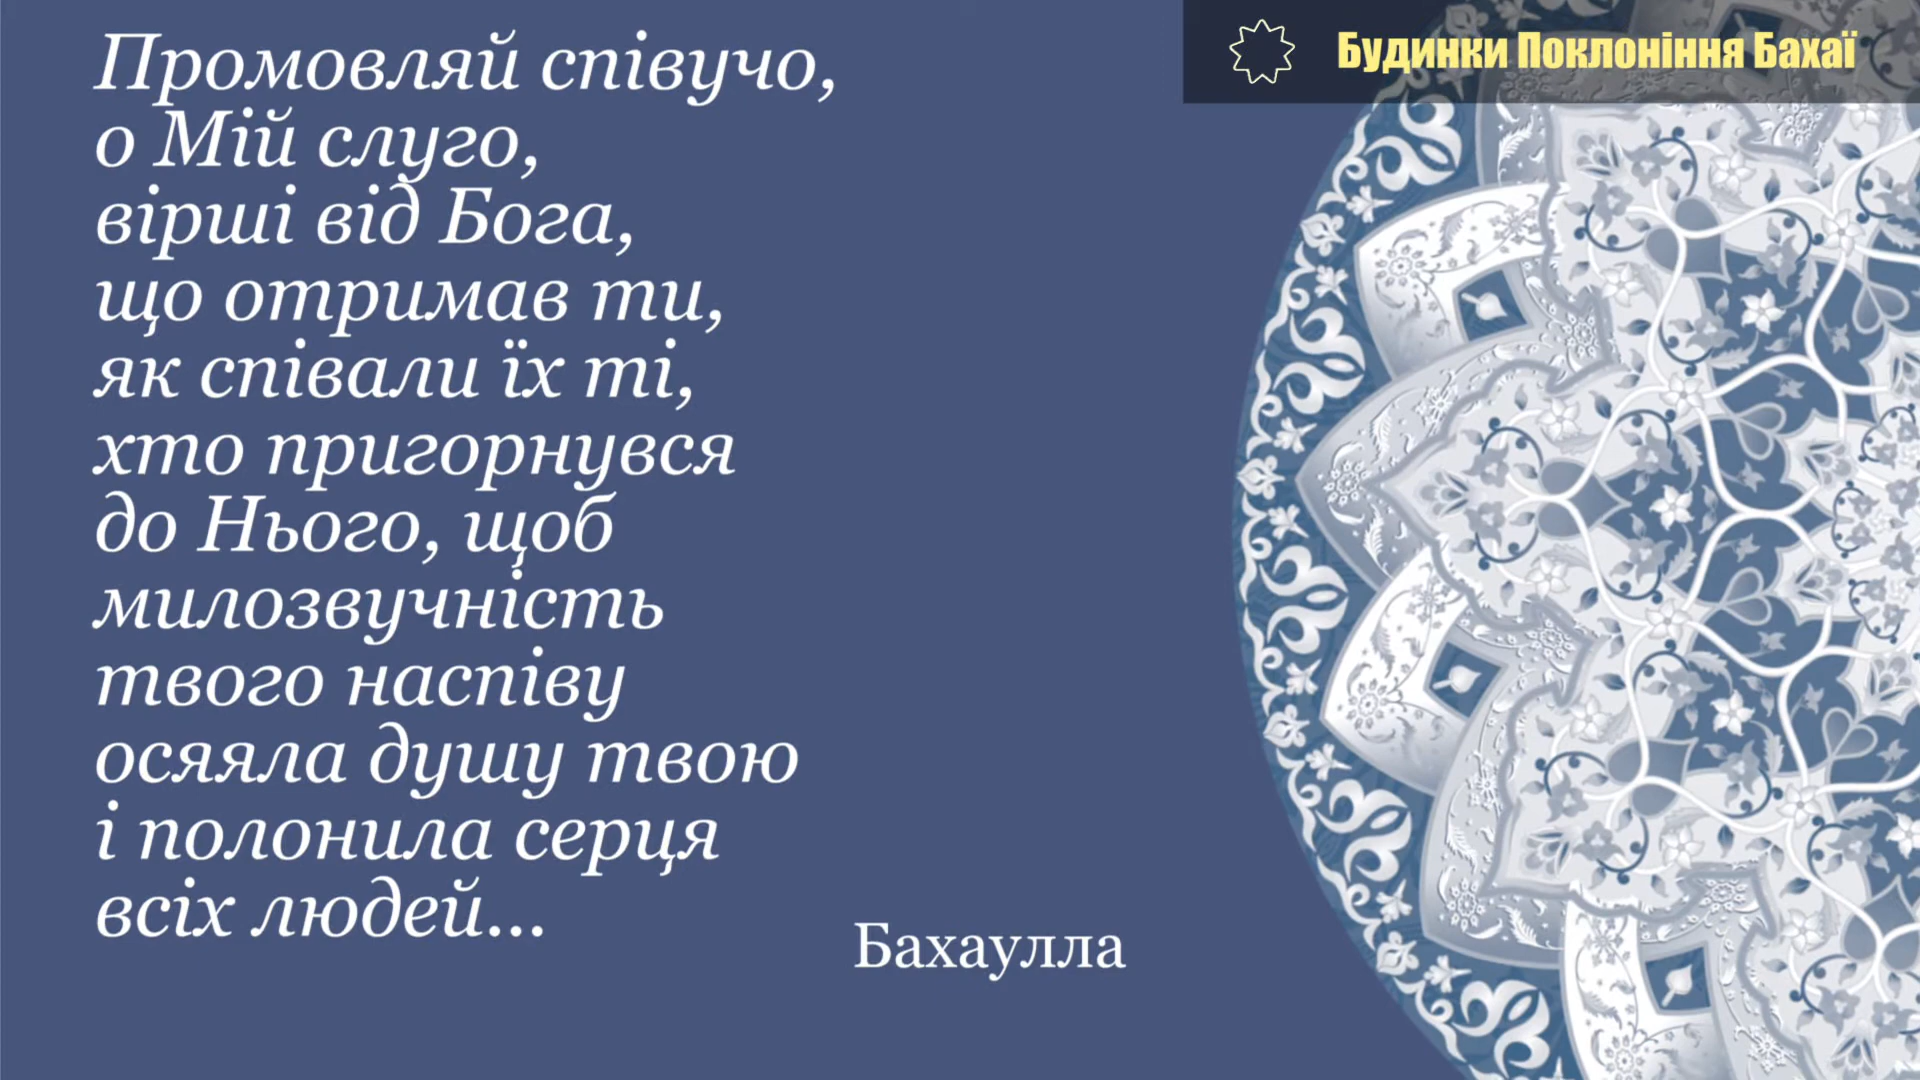 Промовляй співучо,
о Мій слуго,
вірші від Бога,
що отримав ти,
як співали їх ті,
хто пригорнувся
до Нього, щоб
милозвучність
твого наспіву
осяяла душу твою
і полонила серця
всіх людей...
Бахаулла
Будинки Поклоніння Бахаї